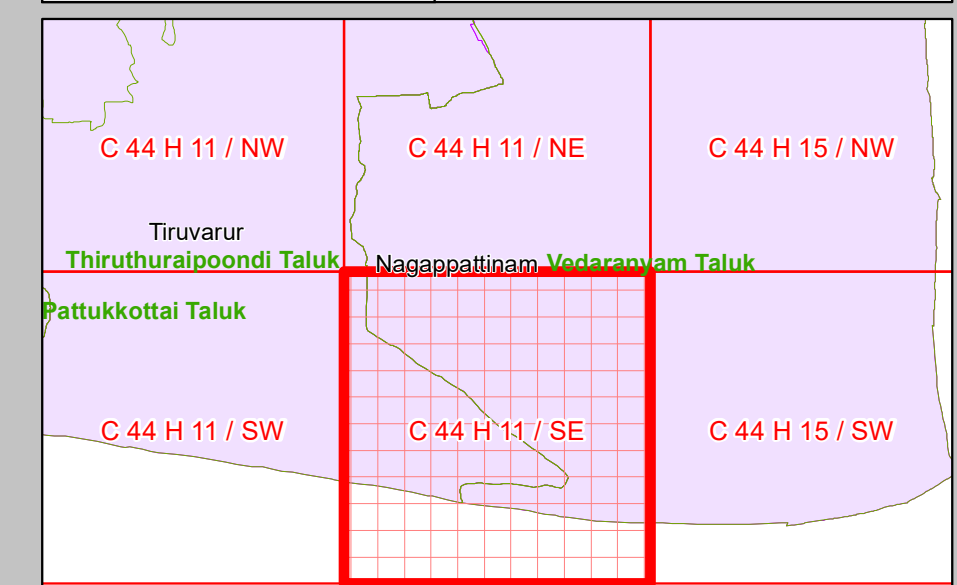 C 44 H 11 / NW
C 44 H 11 / NE
C 44 H 15 / NW
Tiruvarur
Thiruthuraipoondi Taluk
Nagappattinam
Vedaranyam Taluk
Pattukkottai Taluk
C 44 H 11 / SW
C 44 H 11 / SE
C 44 H 15 / SW